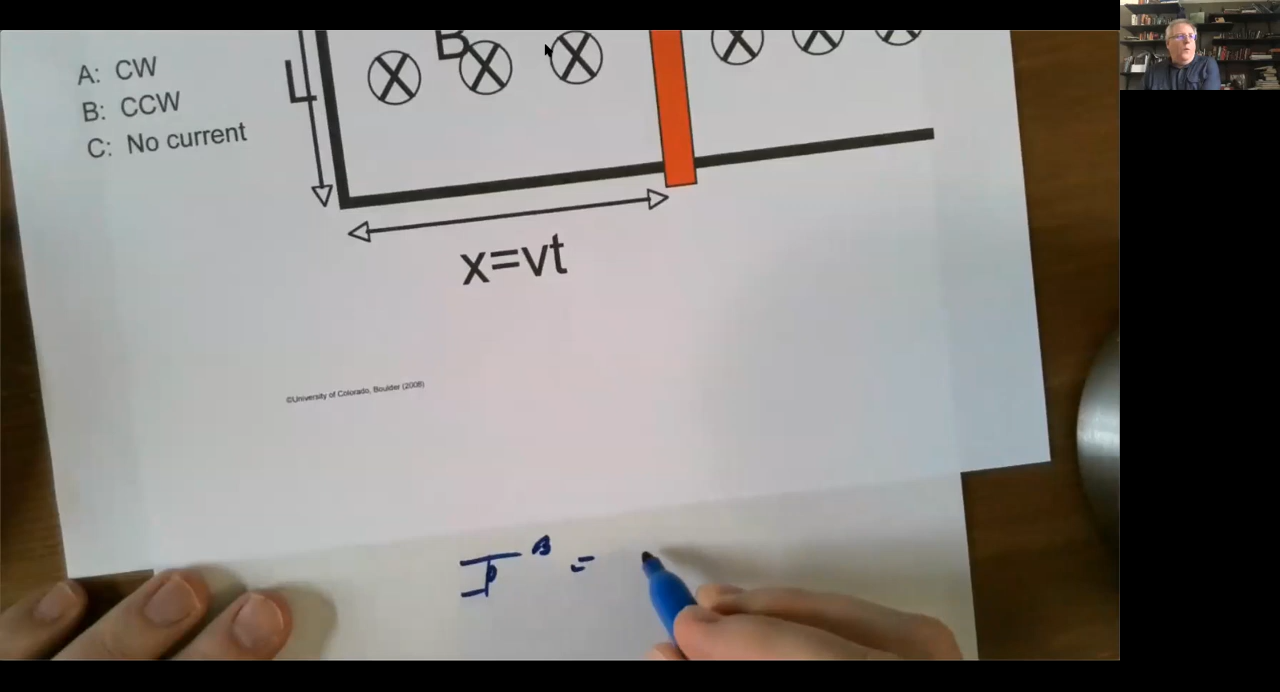 B
L
A: CW
B: CCW
C: No current
x=vt
©University of Colorado, Boulder (2008)
B =